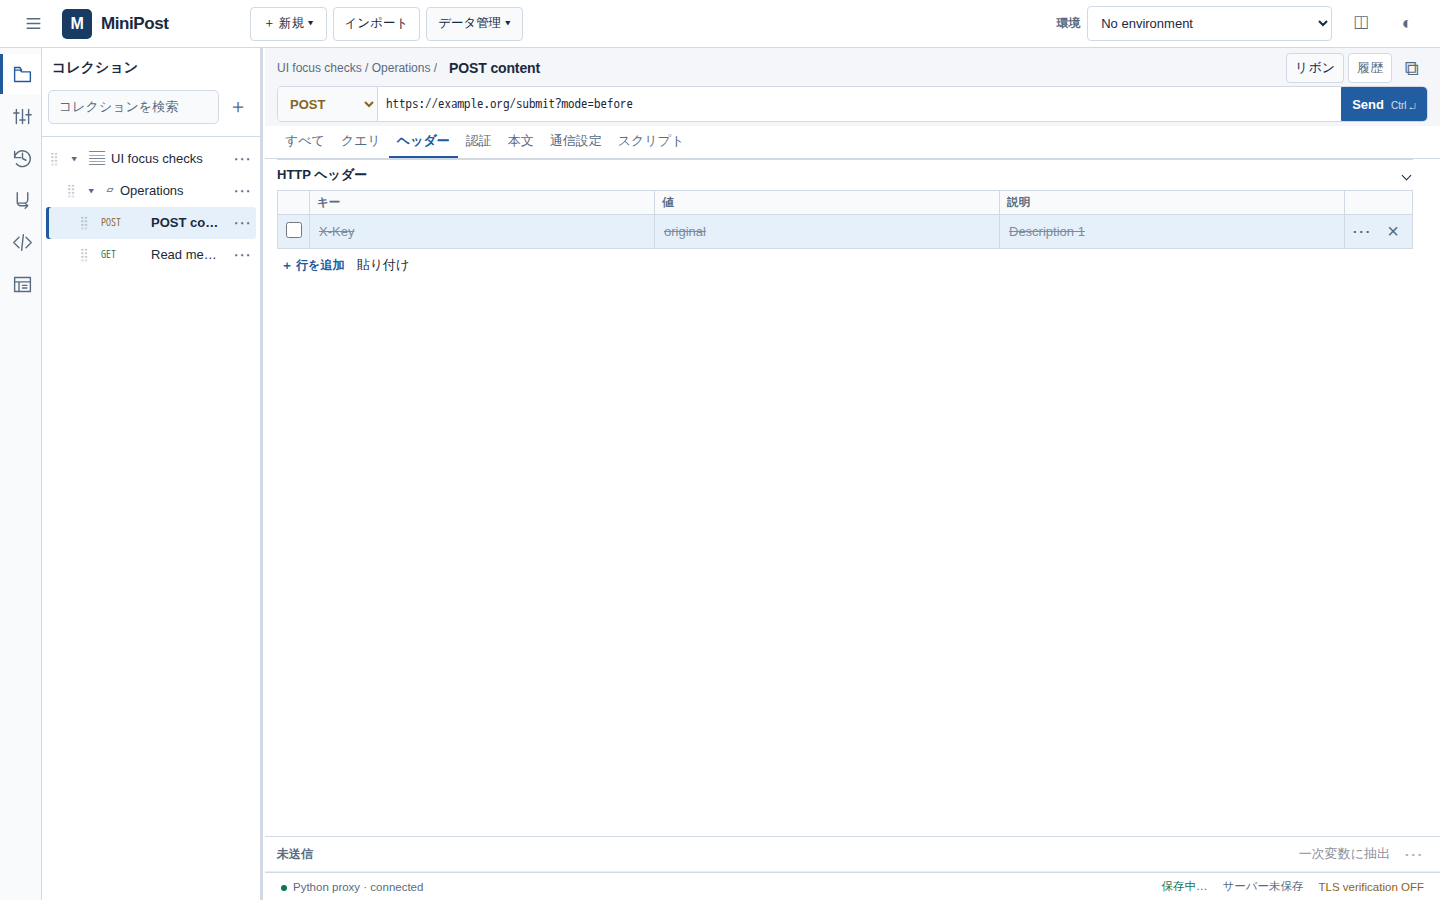 M MiniPost ＋ 新規 ▾ インポート データ管理 ▾ 環境 No environment
コレクション
コレクションを検索 ＋
UI focus checks ···
Operations ···
POST POST co… ···
GET Read me… ···
UI focus checks / Operations / POST content リボン 履歴
POST https://example.org/submit?mode=before Send Ctrl
すべて クエリ ヘッダー 認証 本文 通信設定 スクリプト
HTTP ヘッダー
キー 値 説明
X-Key original Description 1 ··· ×
＋ 行を追加 貼り付け
未送信 一次変数に抽出 ···
Python proxy · connected 保存中… サーバー未保存 TLS verification OFF